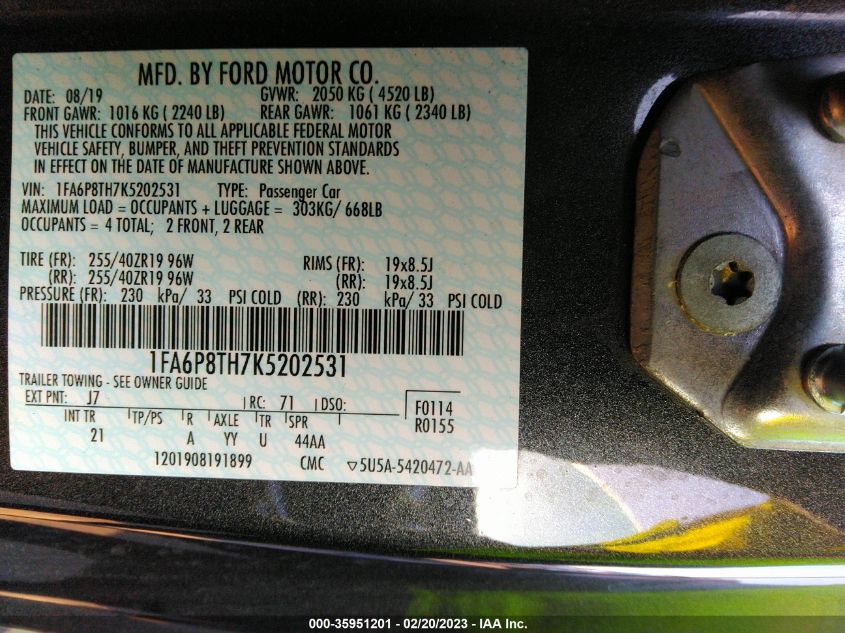 MFD. BY FORD MOTOR CO.
DATE: 08/19 GVWR: 2050 KG ( 4520 LB)
FRONT GAWR: 1016 KG ( 2240 LB) REAR GAWR: 1061 KG ( 2340 LB)
THIS VEHICLE CONFORMS TO ALL APPLICABLE FEDERAL MOTOR
VEHICLE SAFETY, BUMPER, AND THEFT PREVENTION STANDARDS
IN EFFECT ON THE DATE OF MANUFACTURE SHOWN ABOVE.
VIN: 1FA6P8TH7K5202531 TYPE: Passenger Car
MAXIMUM LOAD = OCCUPANTS + LUGGAGE = 303KG/ 668LB
OCCUPANTS = 4 TOTAL; 2 FRONT, 2 REAR
TIRE (FR): 255/40ZR19 96W RIMS (FR): 19x8.5J
(RR): 255/40ZR19 96W (RR): 19x8.5J
PRESSURE (FR): 230 kPa/ 33 PSI COLD (RR): 230 kPa/ 33 PSI COLD
1FA6P8TH7K5202531
TRAILER TOWING - SEE OWNER GUIDE
EXT PNT: J7 RC: 71 DSO: F0114
INT TR TP/PS R AXLE TR SPR R0155
21 A YY U 44AA
1201908191899 CMC ▽5U5A-5420472-AA
000-35951201 - 02/20/2023 - IAA Inc.